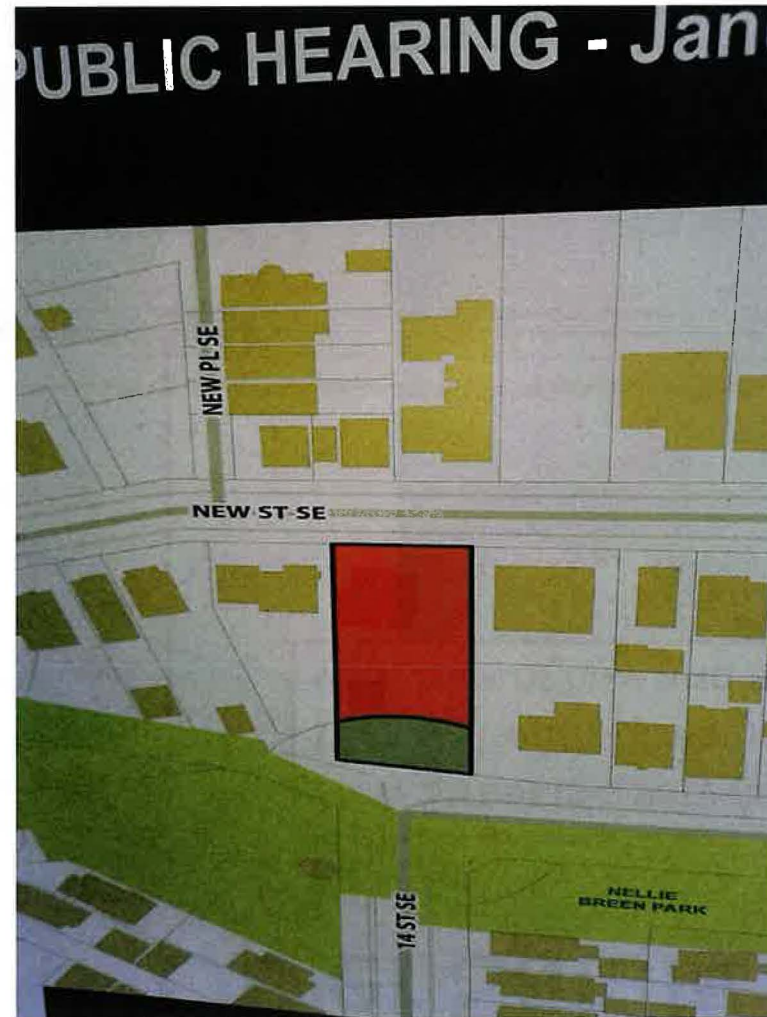 PUBLIC HEARING - Jan
NEW PL SE
NEW ST SE
14 ST SE
NELLIE
BREEN PARK